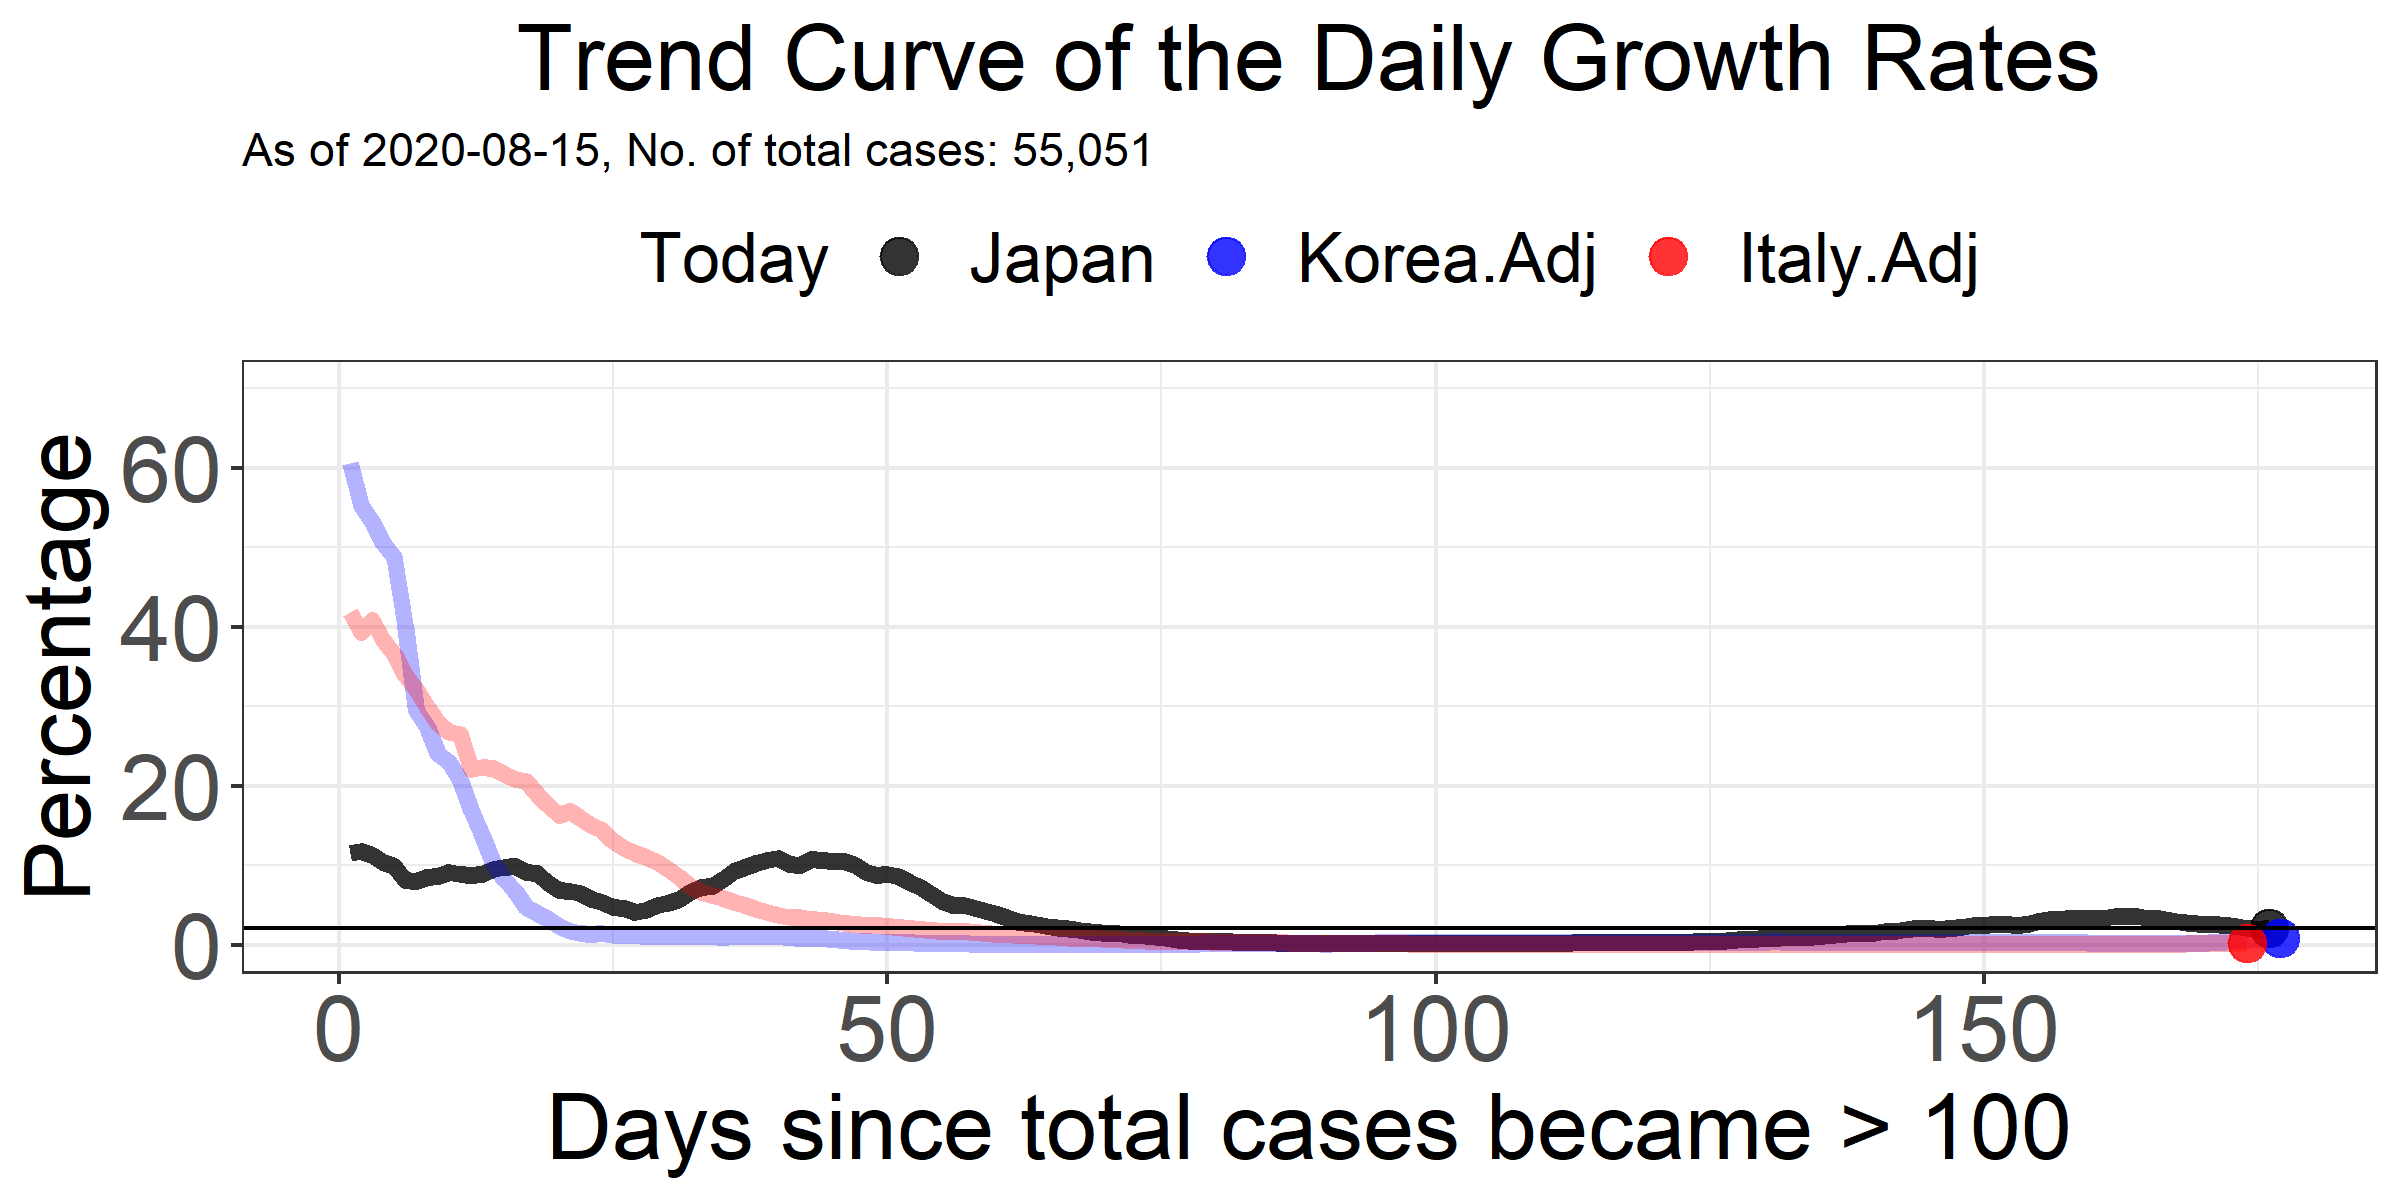 Trend Curve of the Daily Growth Rates
As of 2020-08-15, No. of total cases: 55,051
Today Japan Korea.Adj Italy.Adj
Percentage
60
40
20
0
0 50 100 150
Days since total cases became > 100